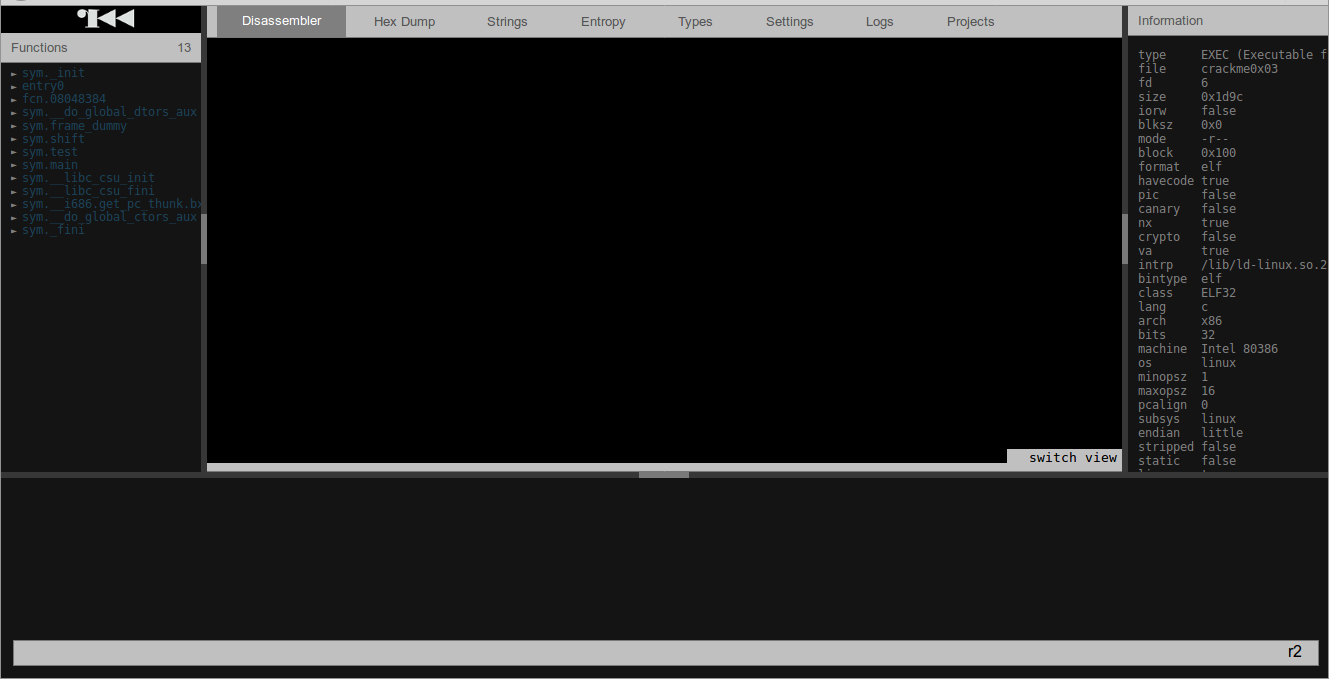 Disassembler Hex Dump Strings Entropy Types Settings Logs Projects
Functions 13
► sym._init
► entry0
► fcn.08048384
► sym.__do_global_dtors_aux
► sym.frame_dummy
► sym.shift
► sym.test
► sym.main
► sym.__libc_csu_init
► sym.__libc_csu_fini
► sym.__i686.get_pc_thunk.bx
► sym.__do_global_ctors_aux
► sym._fini
switch view
Information
type EXEC (Executable f
file crackme0x03
fd 6
size 0x1d9c
iorw false
blksz 0x0
mode -r--
block 0x100
format elf
havecode true
pic false
canary false
nx true
crypto false
va true
intrp /lib/ld-linux.so.2
bintype elf
class ELF32
lang c
arch x86
bits 32
machine Intel 80386
os linux
minopsz 1
maxopsz 16
pcalign 0
subsys linux
endian little
stripped false
static false
r2